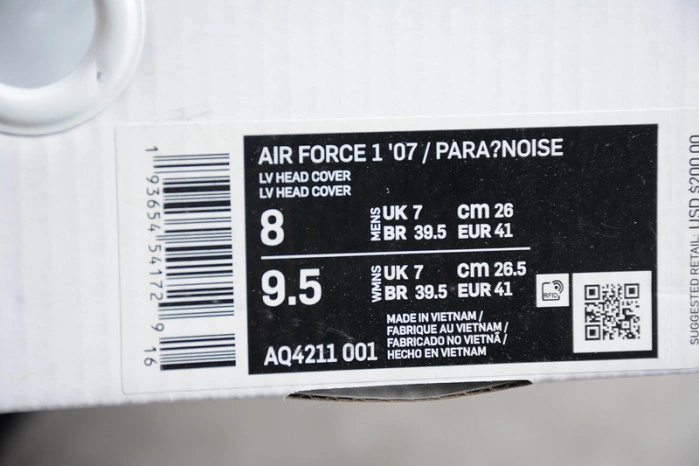 AIR FORCE 1 '07 / PARA?NOISE
LV HEAD COVER
LV HEAD COVER
8 MENS UK 7 cm 26
BR 39.5 EUR 41
9.5 WMNS UK 7 cm 26.5
BR 39.5 EUR 41
MADE IN VIETNAM /
FABRIQUE AU VIETNAM /
FABRICADO NO VIETNÃ /
HECHO EN VIETNAM
AQ4211 001
RFID
1 93654 54172 9 16
SUGGESTED RETAIL: USD $200.00